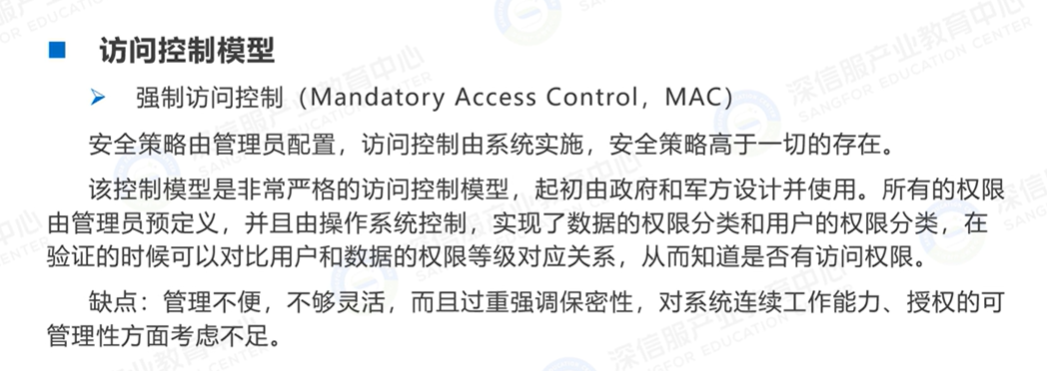 ■ 访问控制模型
➢ 强制访问控制（Mandatory Access Control，MAC）
安全策略由管理员配置，访问控制由系统实施，安全策略高于一切的存在。
该控制模型是非常严格的访问控制模型，起初由政府和军方设计并使用。所有的权限
由管理员预定义，并且由操作系统控制，实现了数据的权限分类和用户的权限分类，在
验证的时候可以对比用户和数据的权限等级对应关系，从而知道是否有访问权限。
缺点：管理不便，不够灵活，而且过重强调保密性，对系统连续工作能力、授权的可
管理性方面考虑不足。
深信服产业教育中心
SANGFOR EDUCATION CENTER